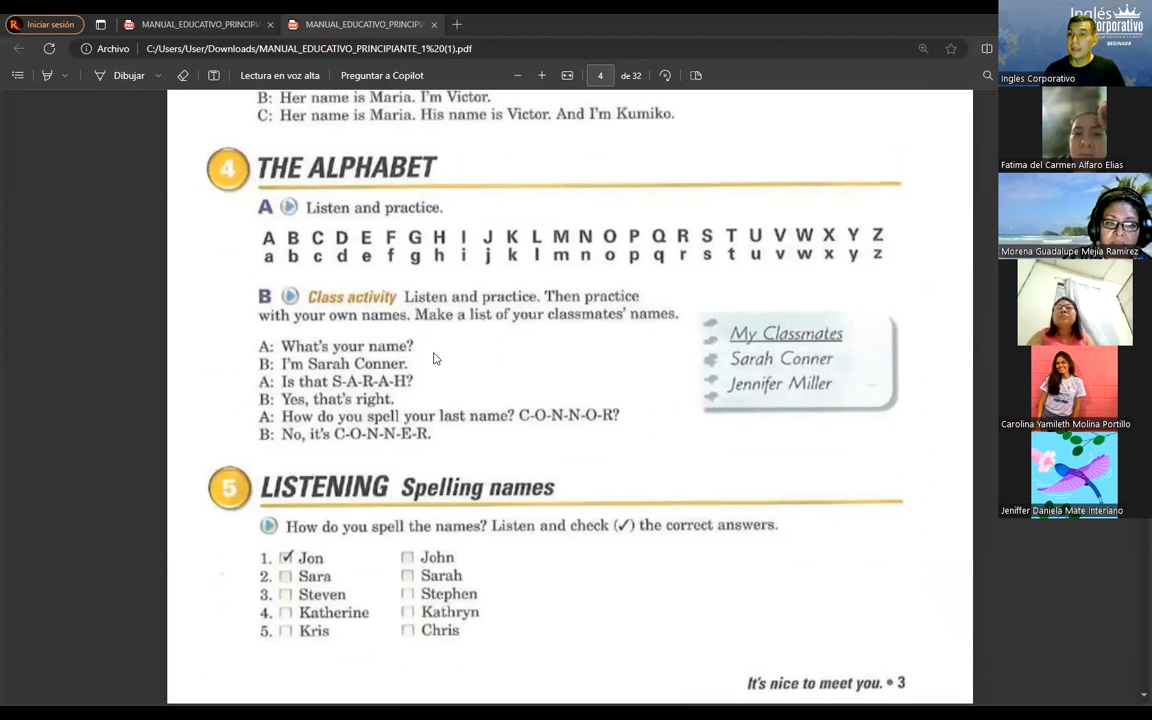 Iniciar sesión
MANUAL_EDUCATIVO_PRINCIPI
MANUAL_EDUCATIVO_PRINCIPI
Archivo
C:/Users/User/Downloads/MANUAL_EDUCATIVO_PRINCIPIANTE_1%20(1).pdf
Dibujar
Lectura en voz alta
Preguntar a Copilot
4
de 32
B: Her name is Maria. I'm Victor.
C: Her name is Maria. His name is Victor. And I'm Kumiko.
4 THE ALPHABET
A Listen and practice.
A B C D E F G H I J K L M N O P Q R S T U V W X Y Z
a b c d e f g h i j k l m n o p q r s t u v w x y z
B Class activity Listen and practice. Then practice
with your own names. Make a list of your classmates' names.
A: What's your name?
B: I'm Sarah Conner.
A: Is that S-A-R-A-H?
B: Yes, that's right.
A: How do you spell your last name? C-O-N-N-O-R?
B: No, it's C-O-N-N-E-R.
My Classmates
Sarah Conner
Jennifer Miller
5 LISTENING Spelling names
How do you spell the names? Listen and check (✓) the correct answers.
1. ✓ Jon John
2. Sara Sarah
3. Steven Stephen
4. Katherine Kathryn
5. Kris Chris
It's nice to meet you. • 3
Inglés
Corporativo
BEGINNER
Ingles Corporativo
Fatima del Carmen Alfaro Elias
Morena Guadalupe Mejía Ramírez
Carolina Yamileth Molina Portillo
Jeniffer Daniela Mate Interiano